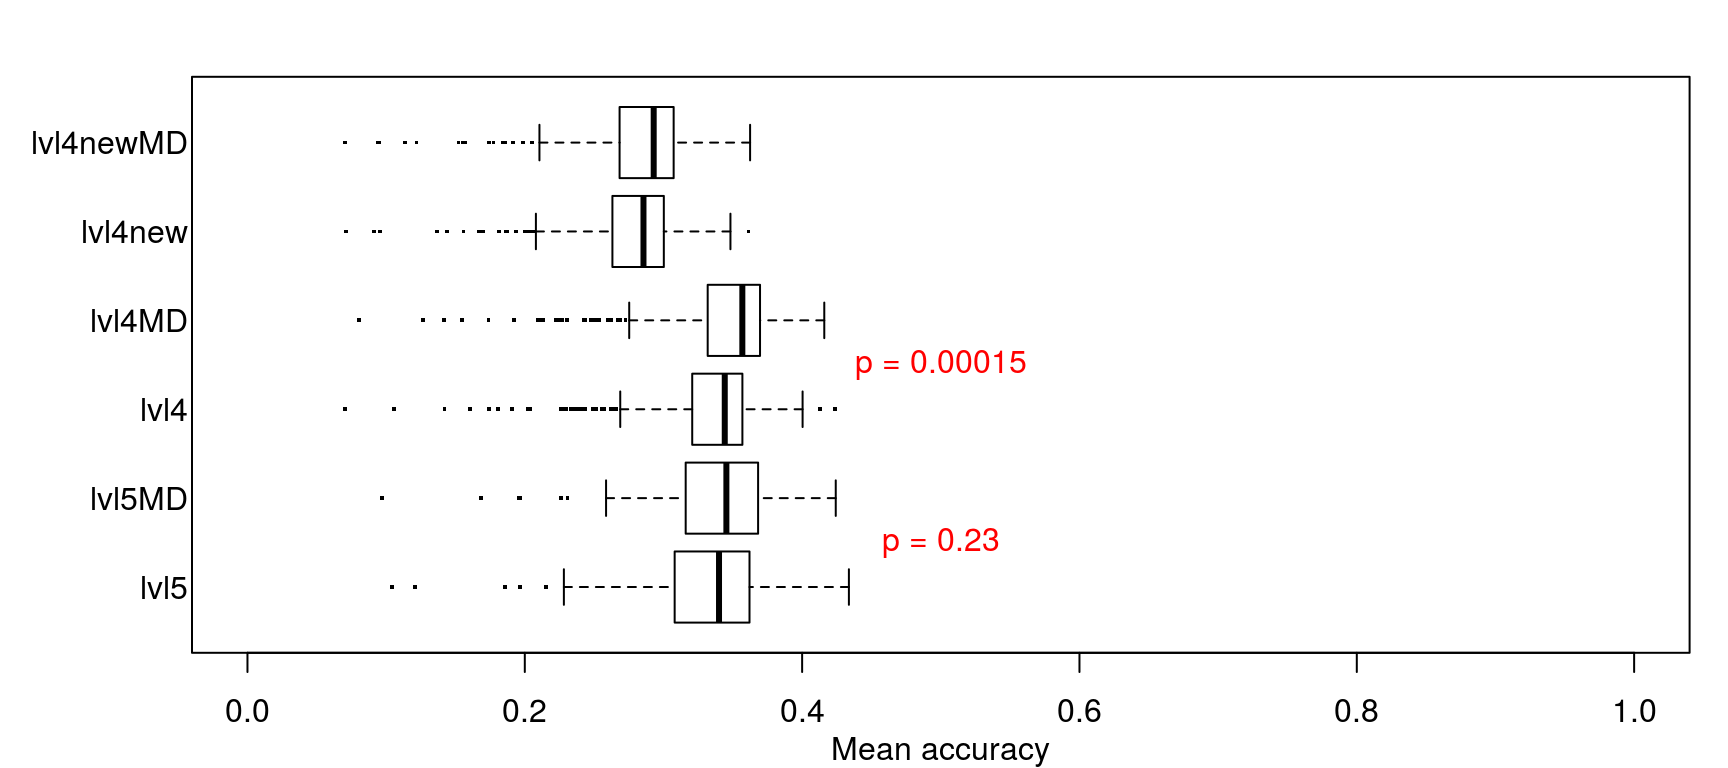 lvl4newMD
lvl4new
lvl4MD
p = 0.00015
lvl4
lvl5MD
p = 0.23
lvl5
0.0 0.2 0.4 0.6 0.8 1.0
Mean accuracy